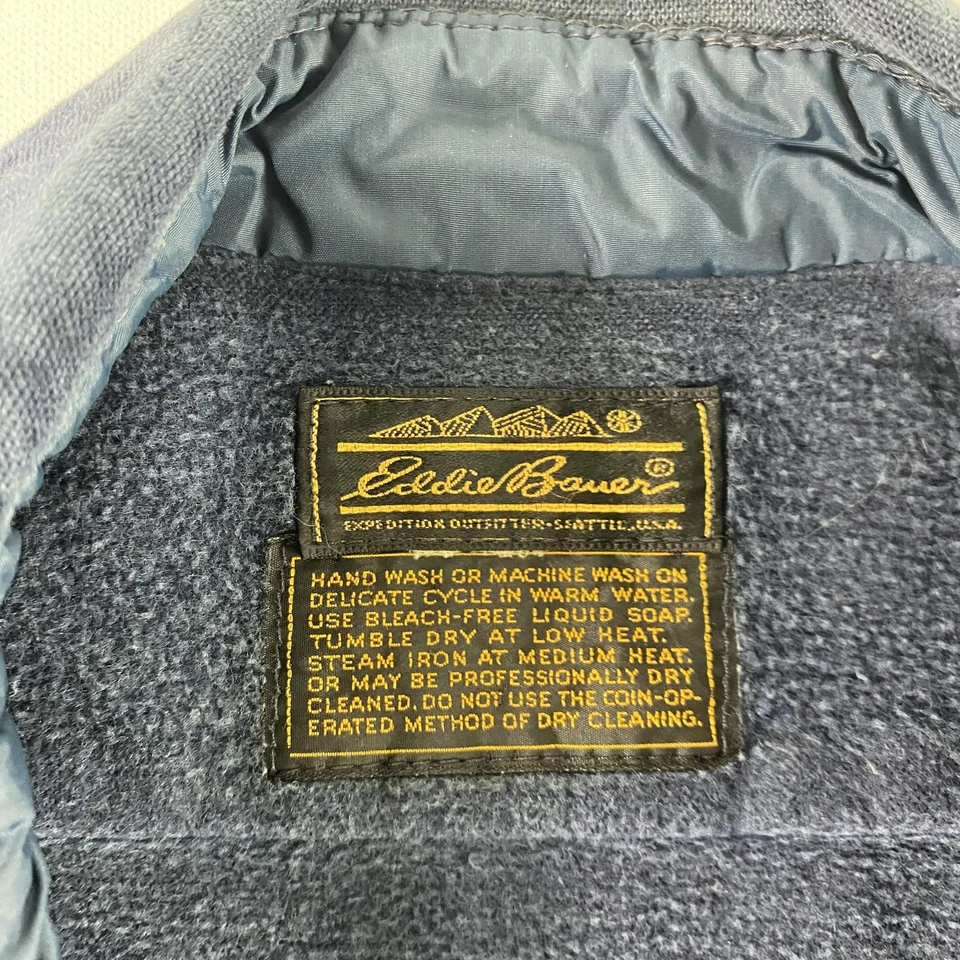 Eddie Bauer®
EXPEDITION OUTFITTER-SEATTLE, U.S.A.
HAND WASH OR MACHINE WASH ON
DELICATE CYCLE IN WARM WATER.
USE BLEACH-FREE LIQUID SOAP.
TUMBLE DRY AT LOW HEAT.
STEAM IRON AT MEDIUM HEAT.
OR MAY BE PROFESSIONALLY DRY
CLEANED. DO NOT USE THE COIN-OP-
ERATED METHOD OF DRY CLEANING.